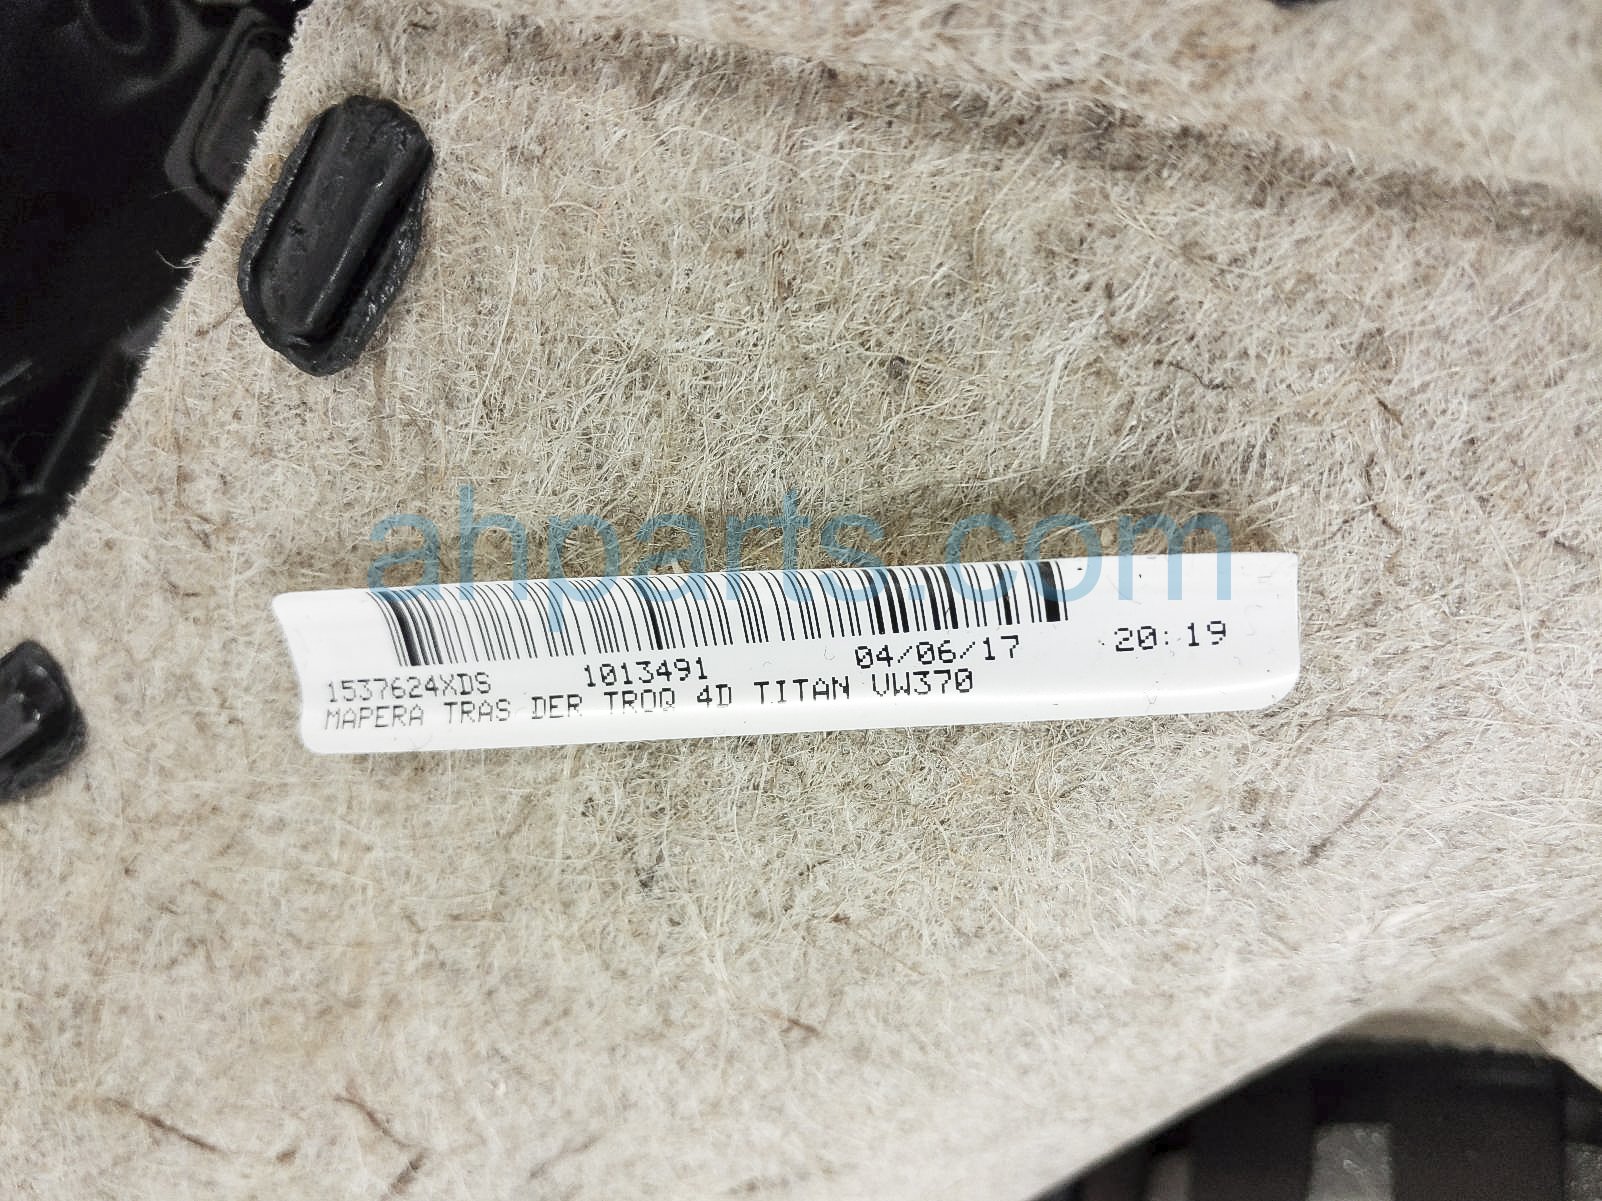 ahparts.com
1537624XDS 1013491 04/06/17 20:19
MAPERA TRAS DER TROQ 4D TITAN VW370